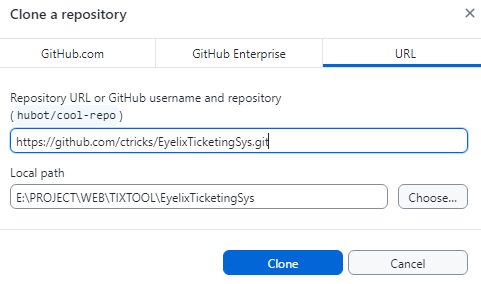 Clone a repository
GitHub.com
GitHub Enterprise
URL
Repository URL or GitHub username and repository
(hubot/cool-repo)
https://github.com/ctricks/EyelixTicketingSys.git
Local path
E:\PROJECT\WEB\TIXTOOL\EyelixTicketingSys
Choose...
Clone
Cancel